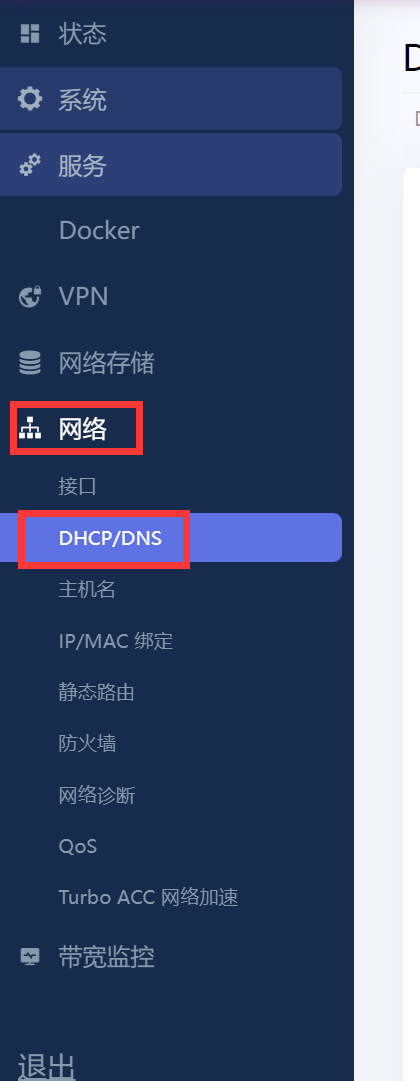 状态
系统
服务
Docker
VPN
网络存储
网络
接口
DHCP/DNS
主机名
IP/MAC 绑定
静态路由
防火墙
网络诊断
QoS
Turbo ACC 网络加速
带宽监控
退出